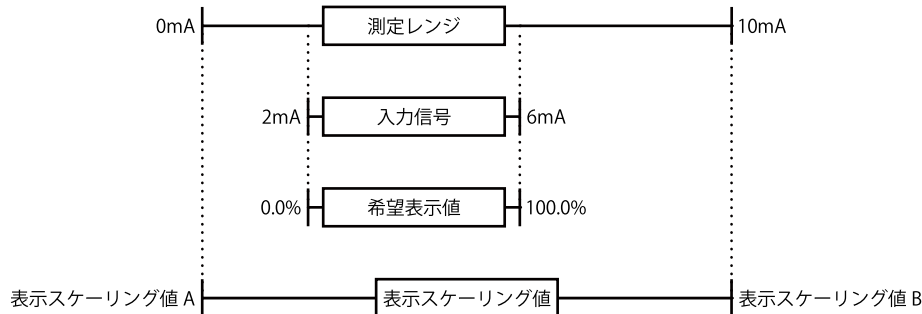 0mA 測定レンジ 10mA
2mA 入力信号 6mA
0.0% 希望表示値 100.0%
表示スケーリング値 A 表示スケーリング値 表示スケーリング値 B